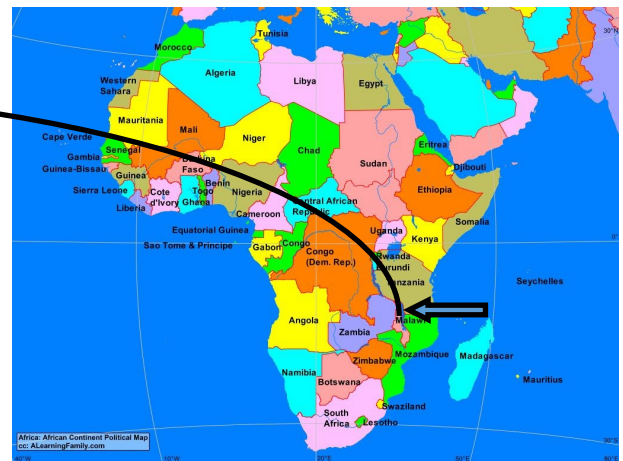 Tunisia
Morocco
30°N
Algeria
Libya
Egypt
Western
Sahara
Mauritania
Mali
Niger
Cape Verde
Senegal
Chad
Eritrea
Gambia
Burkina
Faso
Sudan
Djibouti
Guinea-Bissau
Guinea
Benin
Nigeria
Ethiopia
Sierra Leone
Cote
d'Ivory
Togo
Ghana
Central African
Republic
Liberia
Cameroon
Somalia
Equatorial Guinea
Uganda
Kenya
0°
Sao Tome & Principe
Gabon
Congo
Congo
(Dem. Rep.)
Rwanda
Burundi
Tanzania
Seychelles
Angola
Malawi
Zambia
Mozambique
Madagascar
Zimbabwe
Namibia
Botswana
Mauritius
Swaziland
South
Africa
Lesotho
Africa: African Continent Political Map
cc: ALearningFamily.com
30°S
40°W
20°W
0°
20°E
50°E
60°E